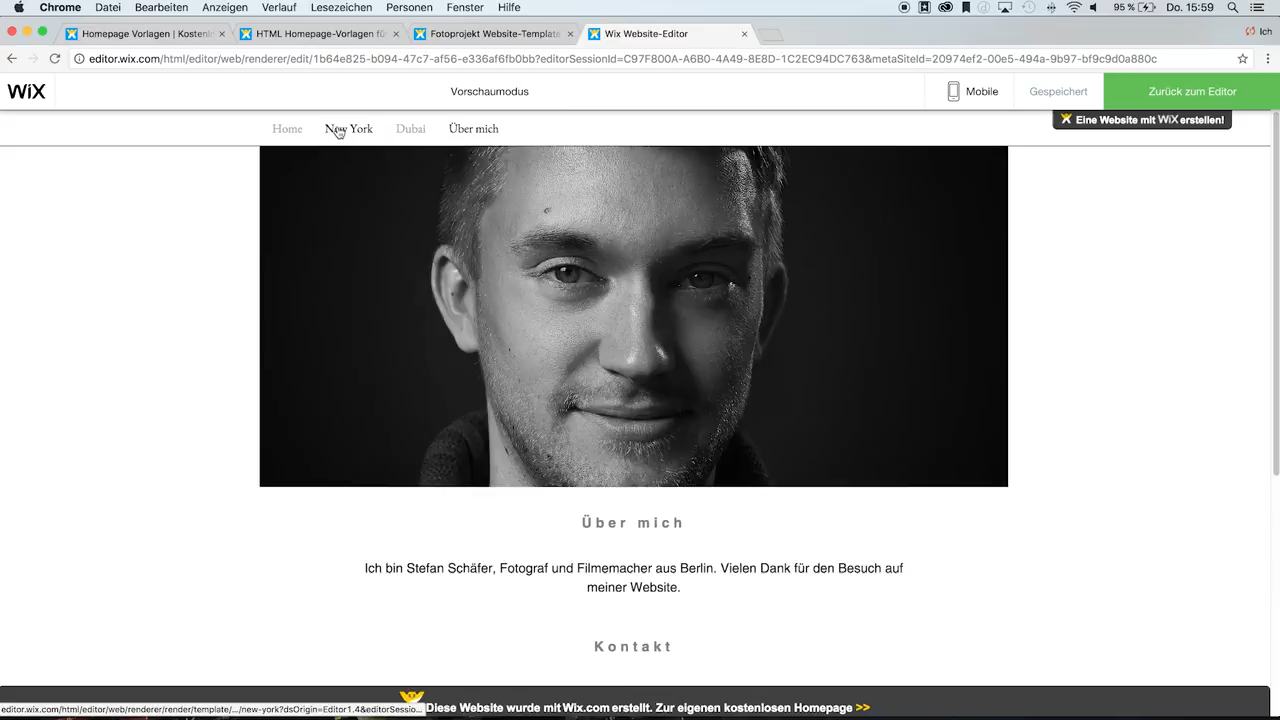 Chrome Datei Bearbeiten Anzeigen Verlauf Lesezeichen Personen Fenster Hilfe 95 % Do. 15:59
Homepage Vorlagen | Kostenl HTML Homepage-Vorlagen fü Fotoprojekt Website-Template Wix Website-Editor Ich
editor.wix.com/html/editor/web/renderer/edit/1b64e825-b094-47c7-af56-e336af6fb0bb?editorSessionId=C97F800A-A6B0-4A49-8E8D-1C2EC94DC763&metaSiteId=20974ef2-00e5-494a-9b97-bf9c9d0a880c
WiX Vorschaumodus Mobile Gespeichert Zurück zum Editor
Eine Website mit WiX erstellen!
Home New York Dubai Über mich
Über mich
Ich bin Stefan Schäfer, Fotograf und Filmemacher aus Berlin. Vielen Dank für den Besuch auf
meiner Website.
Kontakt
Diese Website wurde mit Wix.com erstellt. Zur eigenen kostenlosen Homepage >>
editor.wix.com/html/editor/web/renderer/render/template/.../new-york?dsOrigin=Editor1.4&editorSessio...